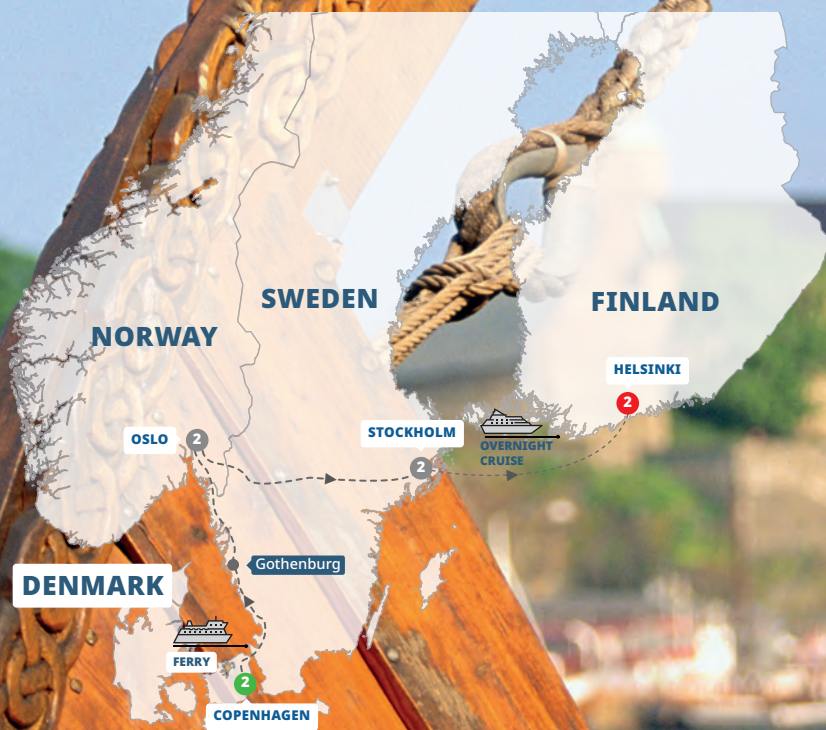 SWEDEN
FINLAND
NORWAY
HELSINKI
2
OSLO
2
STOCKHOLM
2
OVERNIGHT
CRUISE
Gothenburg
DENMARK
FERRY
2
COPENHAGEN